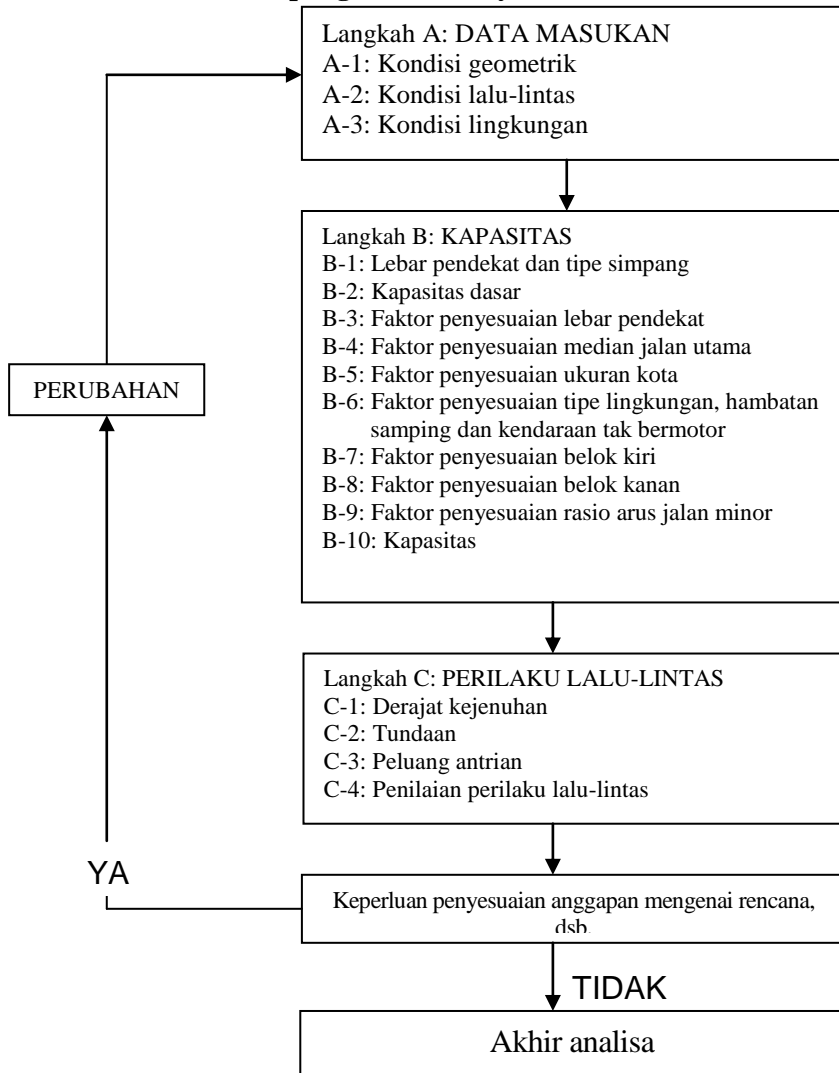 Langkah A: DATA MASUKAN
A-1: Kondisi geometrik
A-2: Kondisi lalu-lintas
A-3: Kondisi lingkungan
Langkah B: KAPASITAS
B-1: Lebar pendekat dan tipe simpang
B-2: Kapasitas dasar
B-3: Faktor penyesuaian lebar pendekat
B-4: Faktor penyesuaian median jalan utama
B-5: Faktor penyesuaian ukuran kota
B-6: Faktor penyesuaian tipe lingkungan, hambatan
samping dan kendaraan tak bermotor
B-7: Faktor penyesuaian belok kiri
B-8: Faktor penyesuaian belok kanan
B-9: Faktor penyesuaian rasio arus jalan minor
B-10: Kapasitas
PERUBAHAN
Langkah C: PERILAKU LALU-LINTAS
C-1: Derajat kejenuhan
C-2: Tundaan
C-3: Peluang antrian
C-4: Penilaian perilaku lalu-lintas
YA
Keperluan penyesuaian anggapan mengenai rencana,
dsb.
TIDAK
Akhir analisa